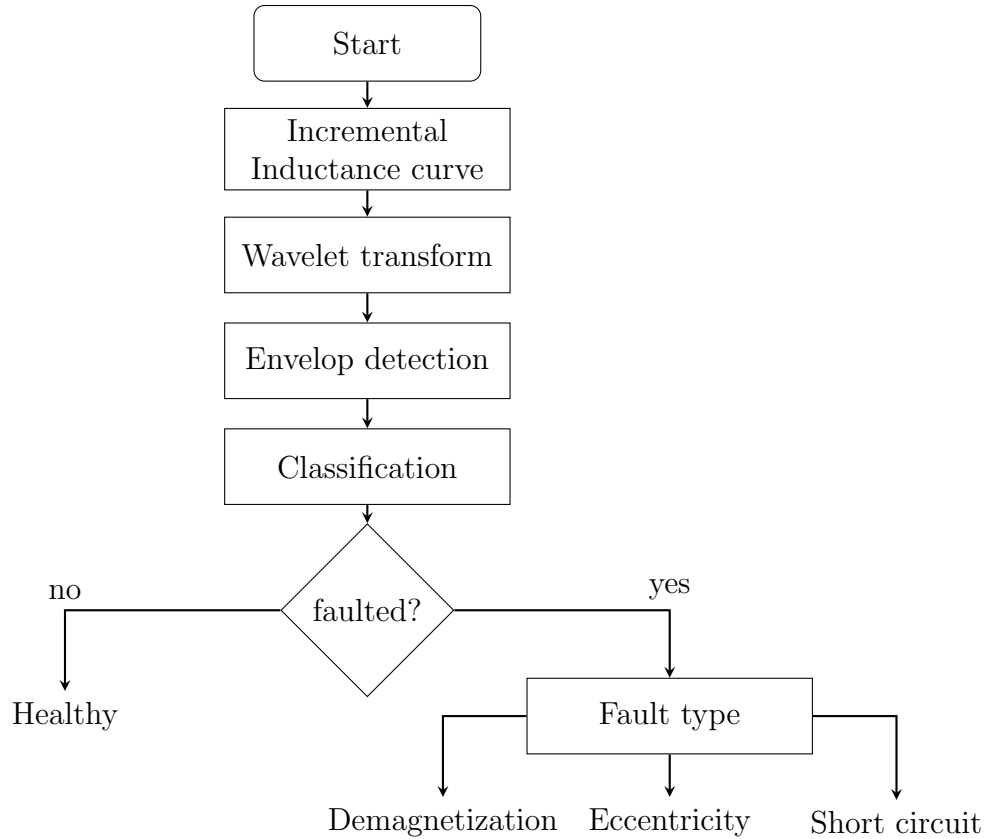 Start
Incremental
Inductance curve
Wavelet transform
Envelop detection
Classification
faulted?
no
yes
Healthy
Fault type
Demagnetization
Eccentricity
Short circuit